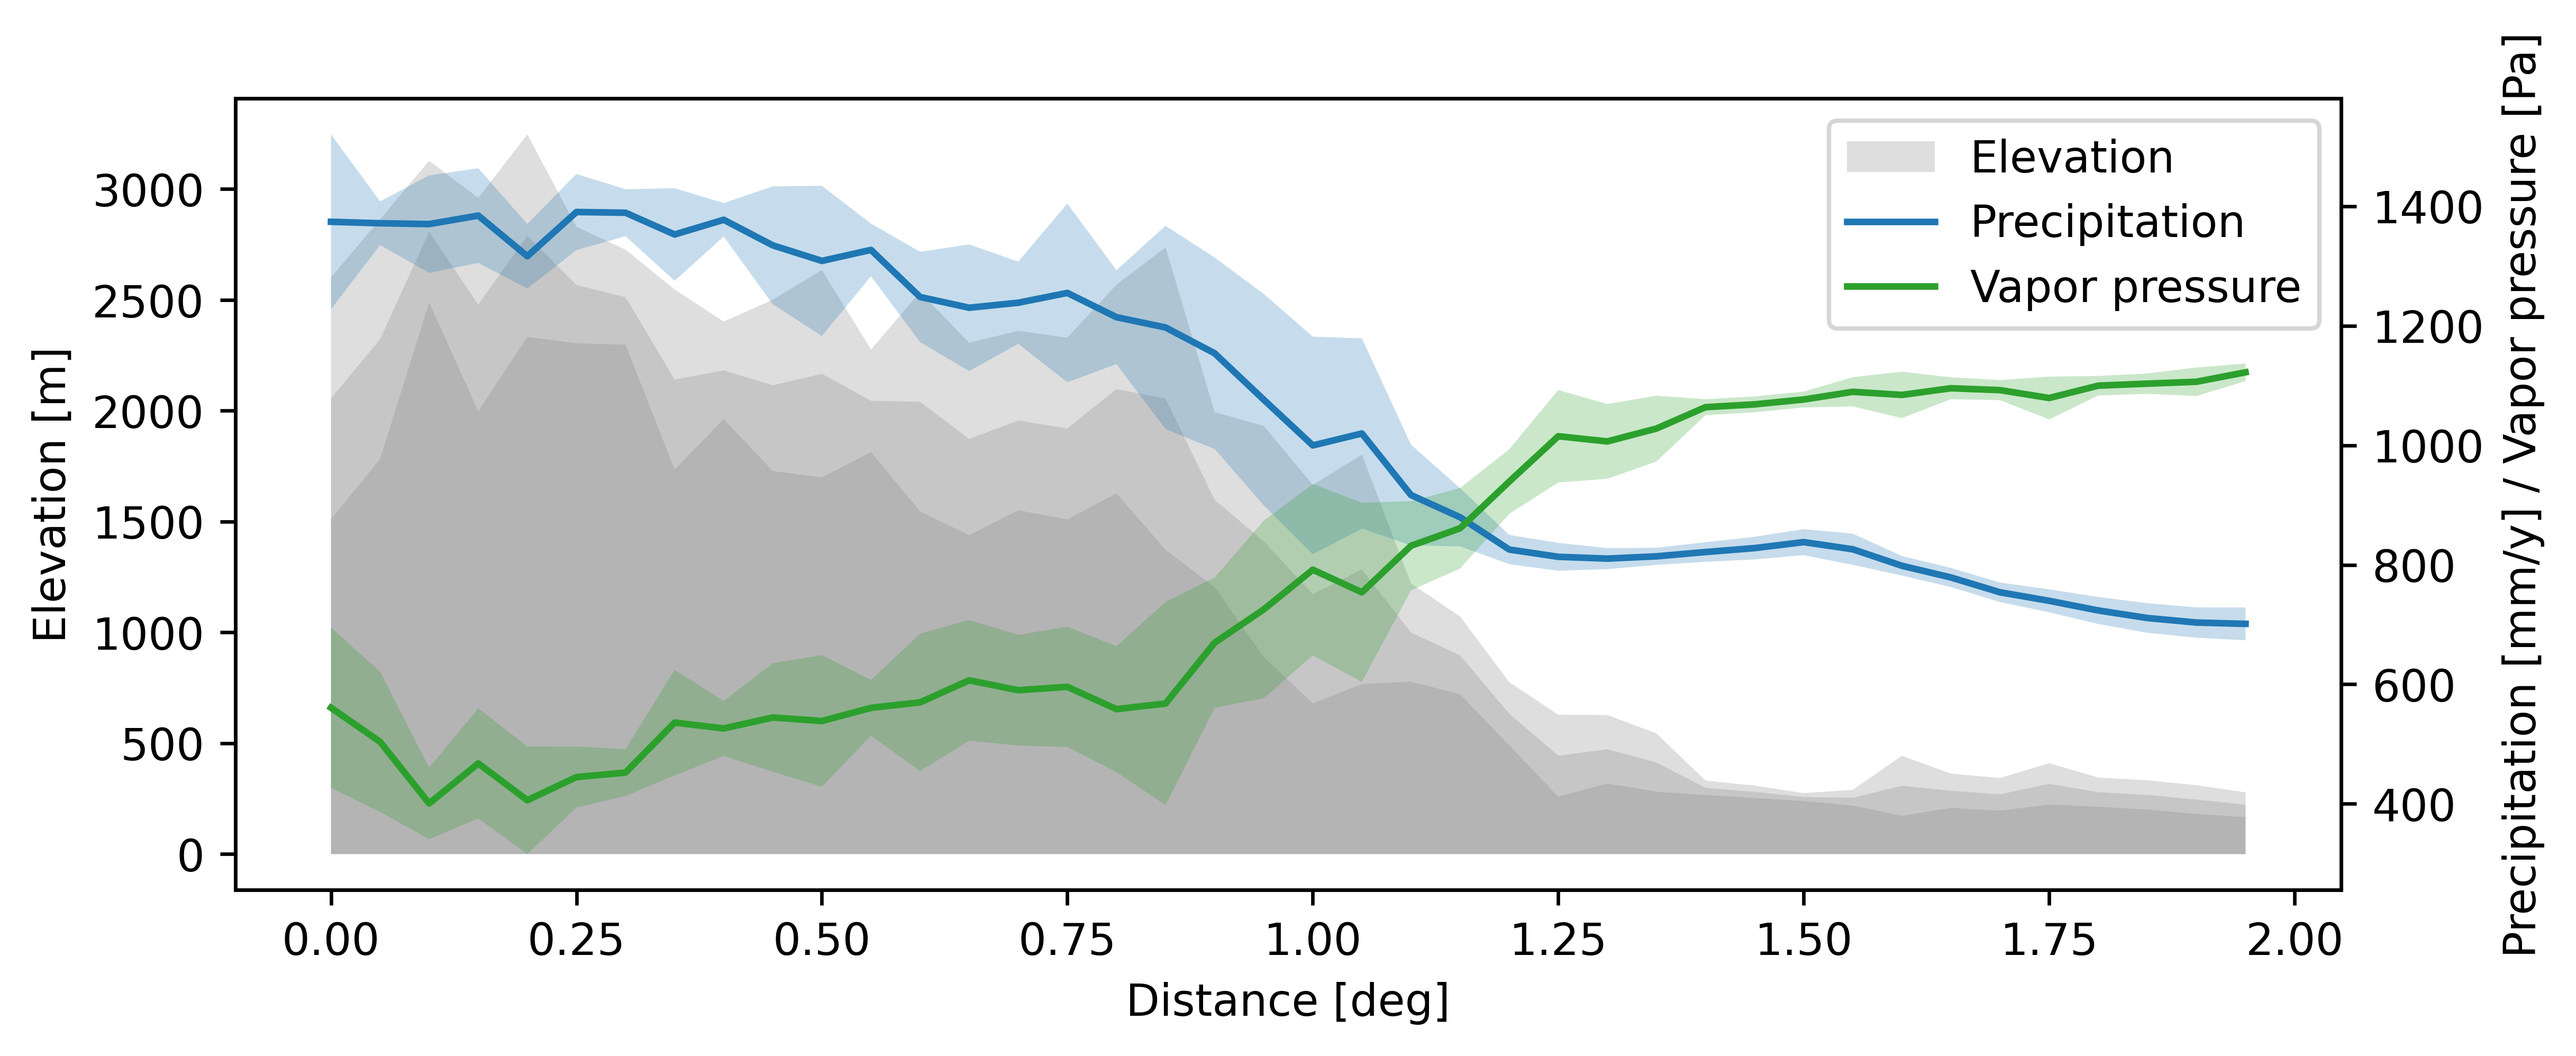 Elevation [m]
3000
2500
2000
1500
1000
500
0
0.00 0.25 0.50 0.75 1.00 1.25 1.50 1.75 2.00
Distance [deg]
Elevation
Precipitation
Vapor pressure
1400
1200
1000
800
600
400
Precipitation [mm/y] / Vapor pressure [Pa]